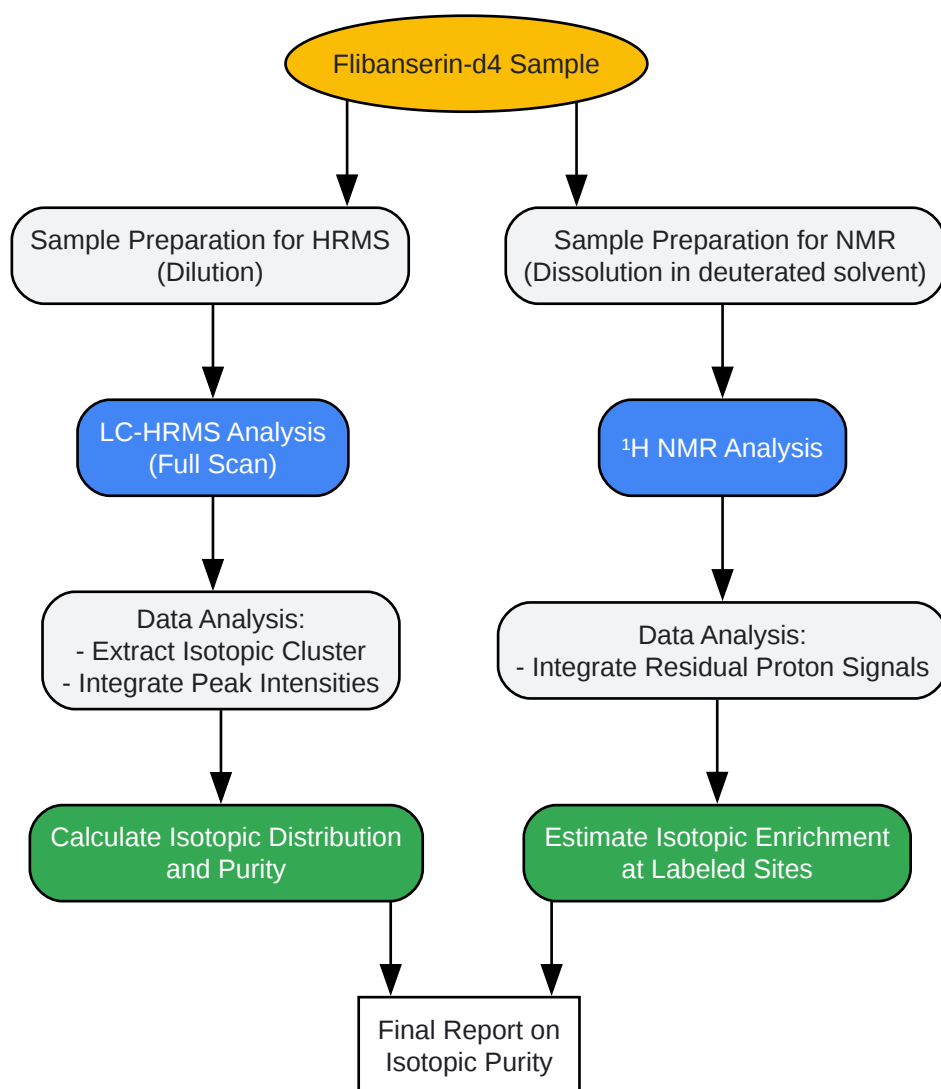 Flibanserin-d4 Sample
Sample Preparation for HRMS
(Dilution)
Sample Preparation for NMR
(Dissolution in deuterated solvent)
LC-HRMS Analysis
(Full Scan)
¹H NMR Analysis
Data Analysis:
- Extract Isotopic Cluster
- Integrate Peak Intensities
Data Analysis:
- Integrate Residual Proton Signals
Calculate Isotopic Distribution
and Purity
Estimate Isotopic Enrichment
at Labeled Sites
Final Report on
Isotopic Purity